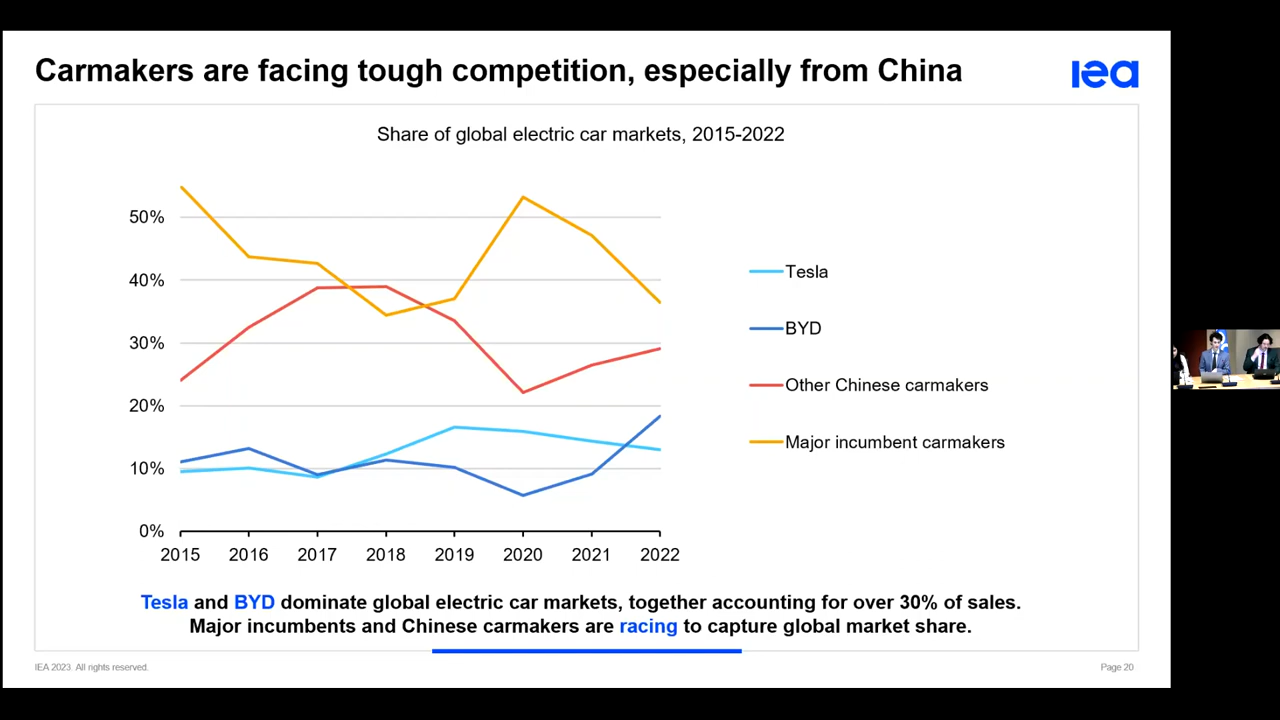 Carmakers are facing tough competition, especially from China
iea
Share of global electric car markets, 2015-2022
50%
40%
30%
20%
10%
0%
2015 2016 2017 2018 2019 2020 2021 2022
Tesla
BYD
Other Chinese carmakers
Major incumbent carmakers
Tesla and BYD dominate global electric car markets, together accounting for over 30% of sales.
Major incumbents and Chinese carmakers are racing to capture global market share.
IEA 2023. All rights reserved.
Page 20